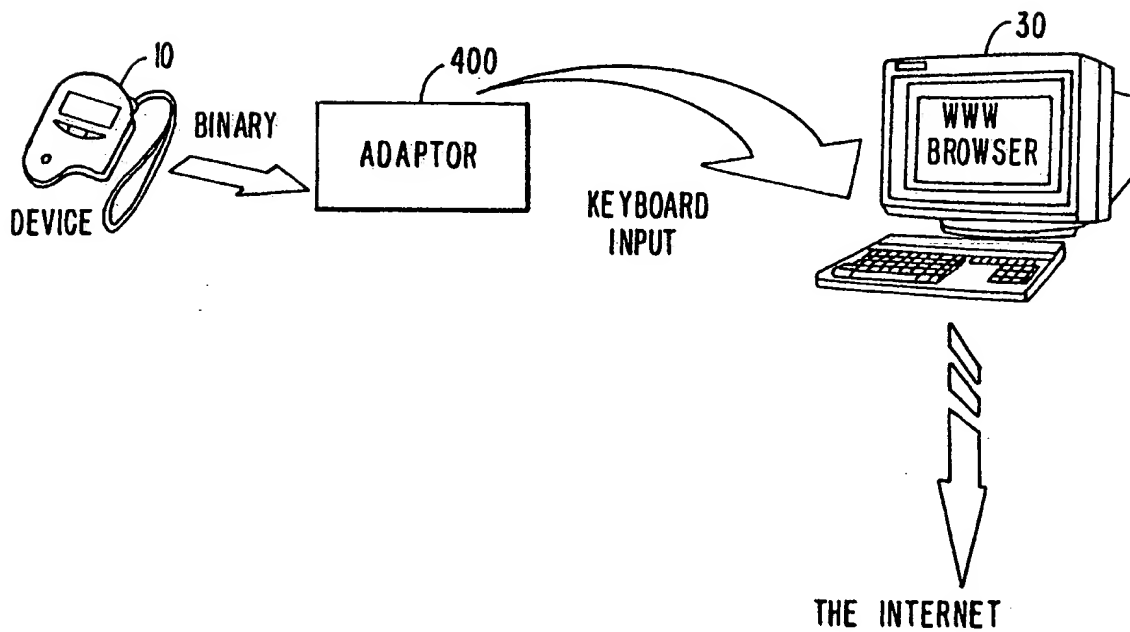 10
BINARY
DEVICE
400
ADAPTOR
KEYBOARD
INPUT
30
WWW
BROWSER
THE INTERNET